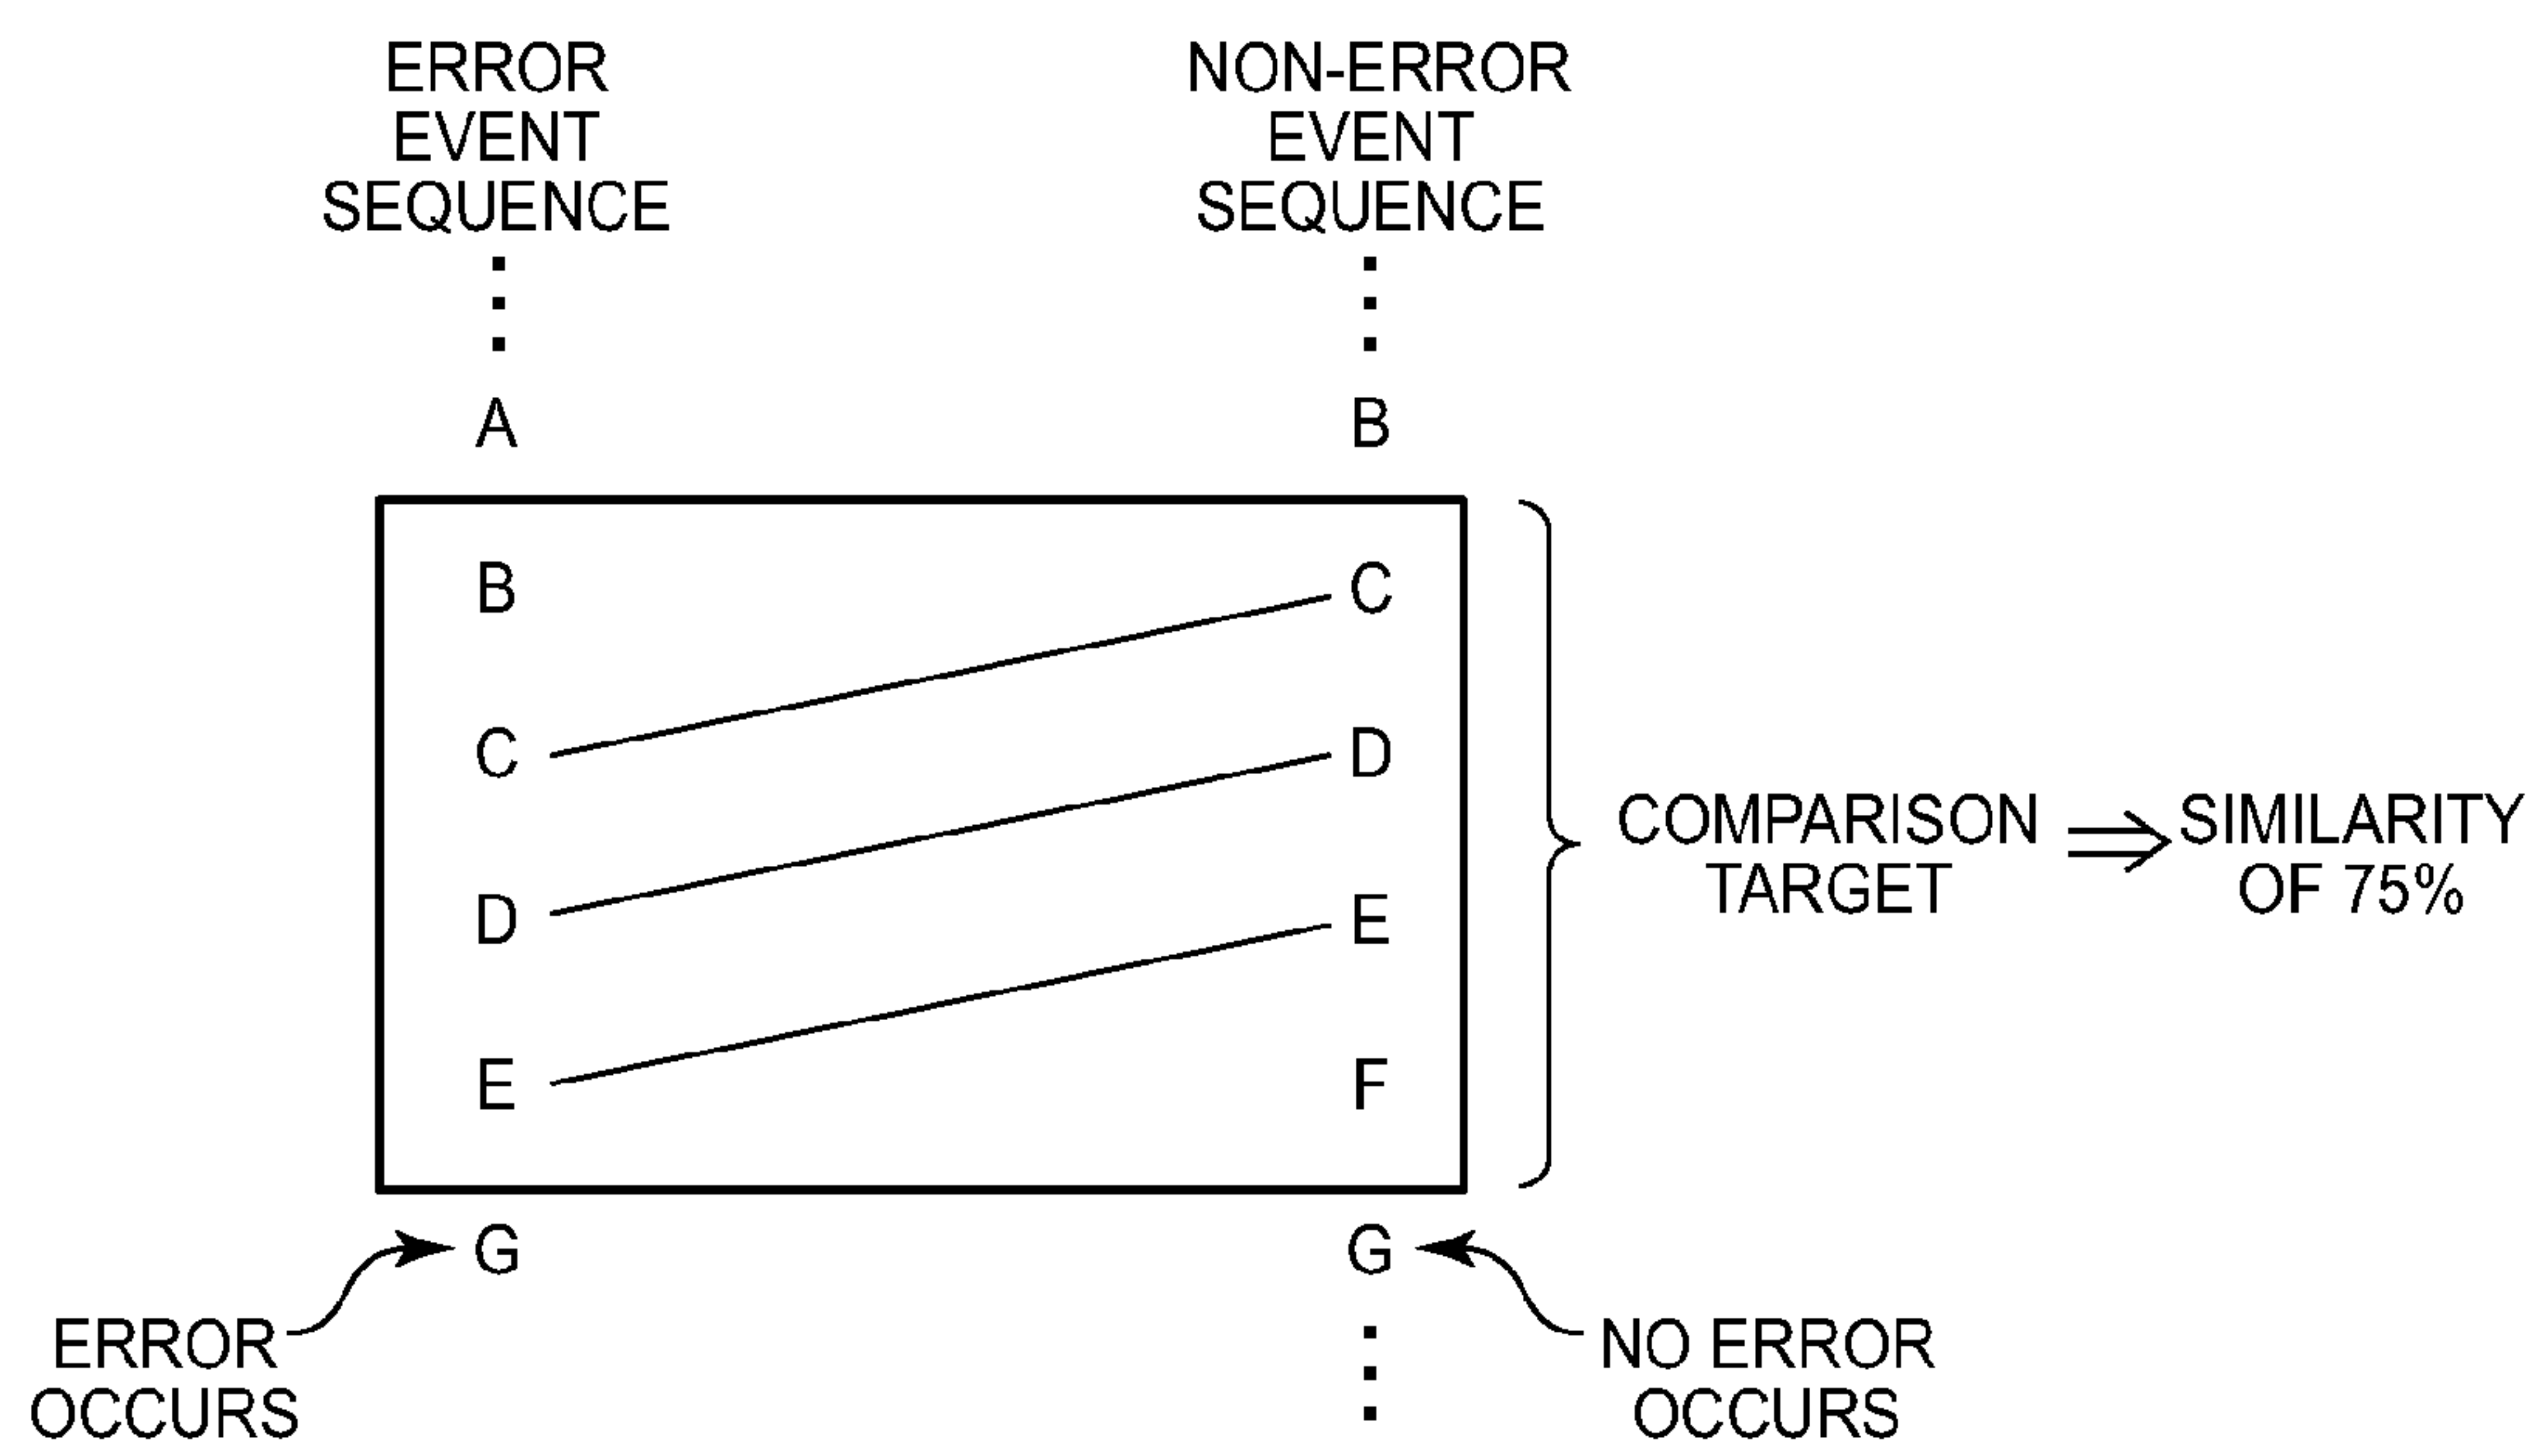 ERROR
EVENT
SEQUENCE
NON-ERROR
EVENT
SEQUENCE
A
B
B
C
C
D
D
E
E
F
COMPARISON
TARGET
SIMILARITY
OF 75%
G
G
ERROR
OCCURS
NO ERROR
OCCURS